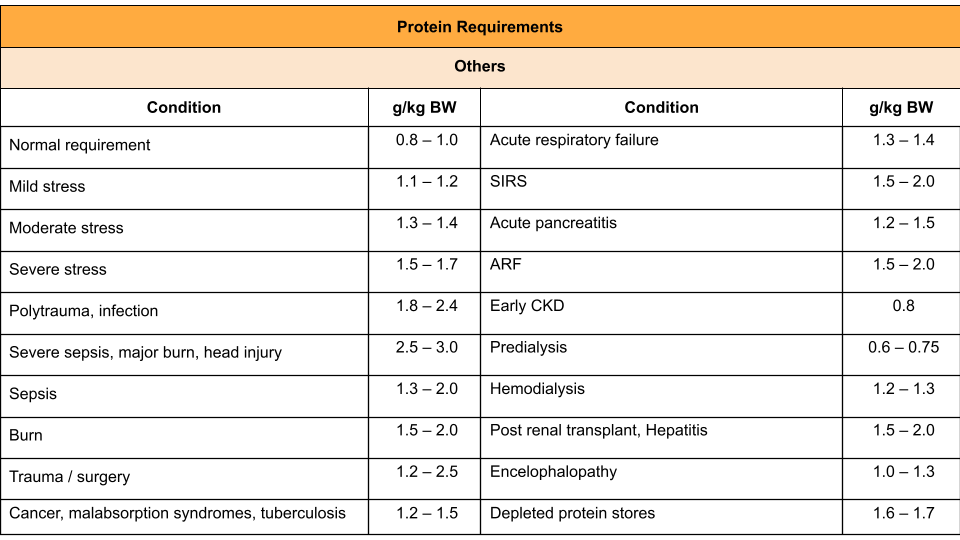 Protein Requirements
Others
Condition g/kg BW Condition g/kg BW
Normal requirement 0.8 – 1.0 Acute respiratory failure 1.3 – 1.4
Mild stress 1.1 – 1.2 SIRS 1.5 – 2.0
Moderate stress 1.3 – 1.4 Acute pancreatitis 1.2 – 1.5
Severe stress 1.5 – 1.7 ARF 1.5 – 2.0
Polytrauma, infection 1.8 – 2.4 Early CKD 0.8
Severe sepsis, major burn, head injury 2.5 – 3.0 Predialysis 0.6 – 0.75
Sepsis 1.3 – 2.0 Hemodialysis 1.2 – 1.3
Burn 1.5 – 2.0 Post renal transplant, Hepatitis 1.5 – 2.0
Trauma / surgery 1.2 – 2.5 Encelophalopathy 1.0 – 1.3
Cancer, malabsorption syndromes, tuberculosis 1.2 – 1.5 Depleted protein stores 1.6 – 1.7